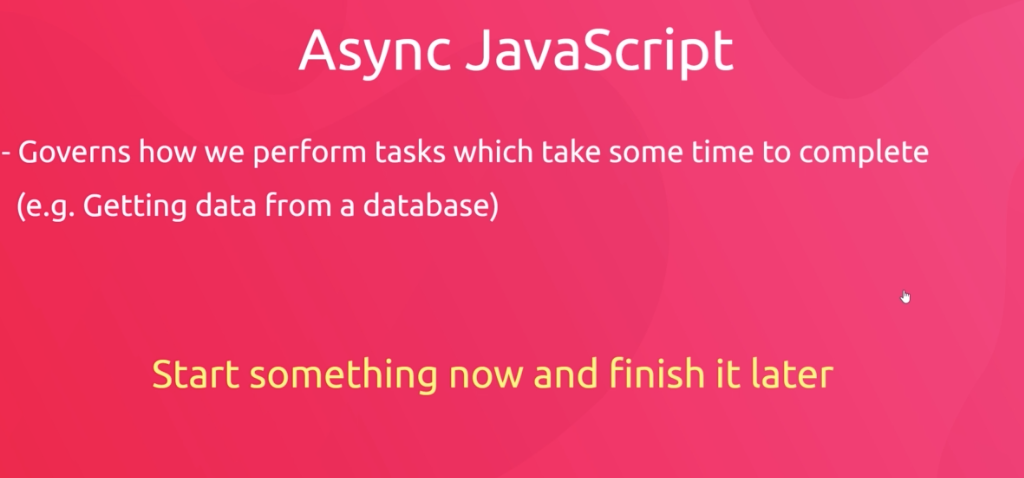 Async JavaScript
- Governs how we perform tasks which take some time to complete
(e.g. Getting data from a database)
Start something now and finish it later